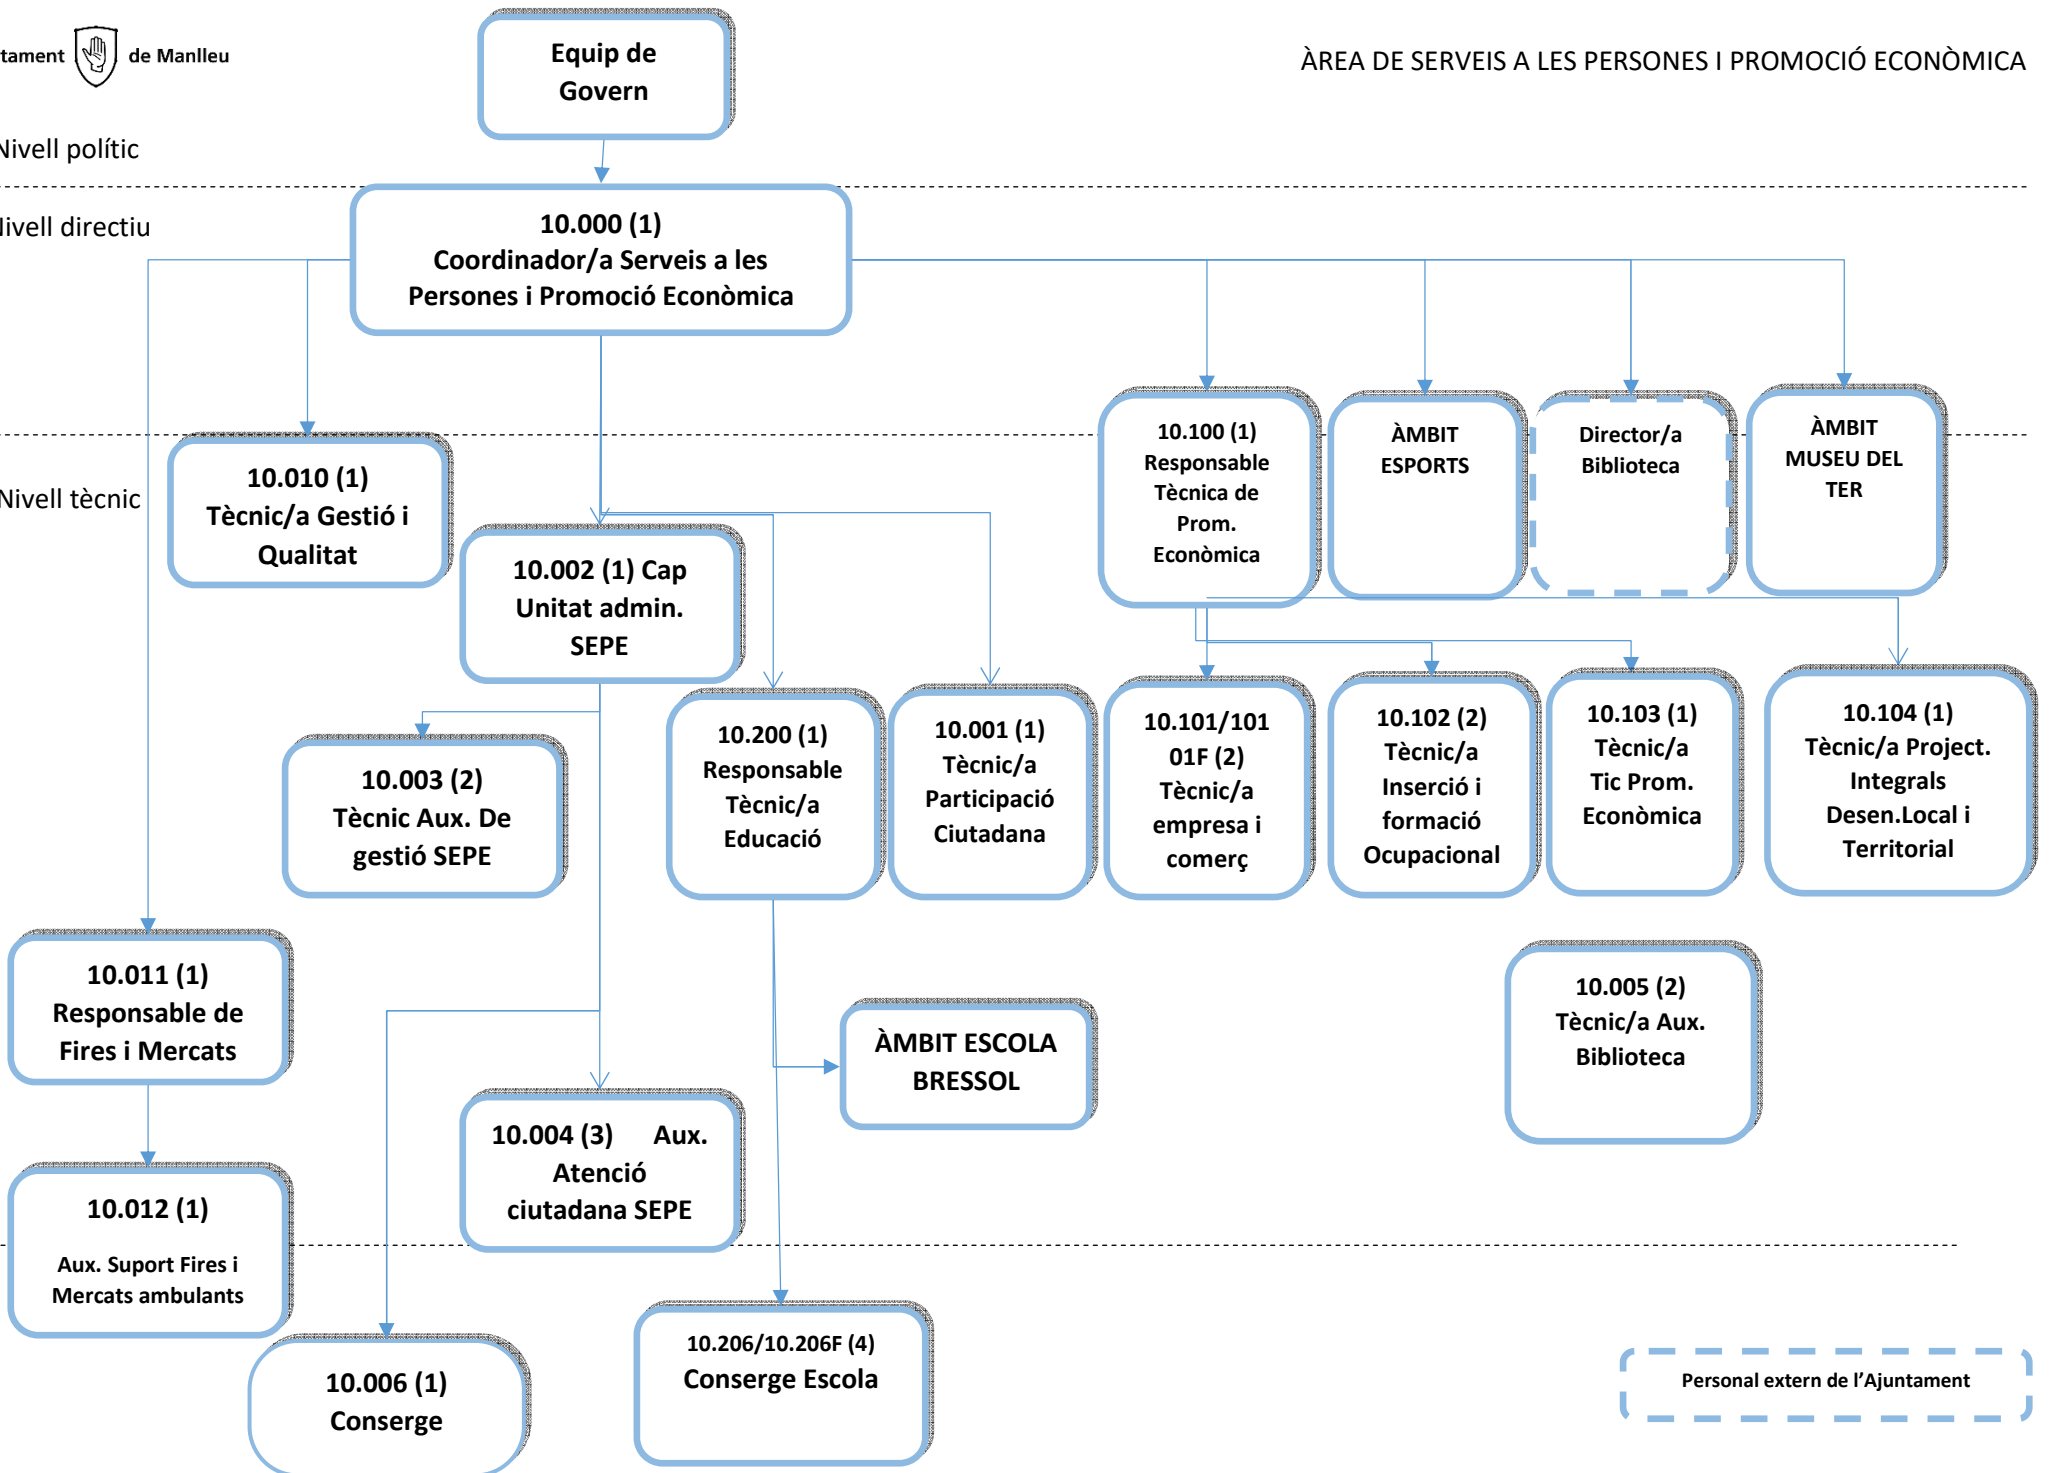 tament de Manlleu
Equip de
Govern
ÀREA DE SERVEIS A LES PERSONES I PROMOCIÓ ECONÒMICA
Nivell polític
Nivell directiu
10.000 (1)
Coordinador/a Serveis a les
Persones i Promoció Econòmica
Nivell tècnic
10.010 (1)
Tècnic/a Gestió i
Qualitat
10.002 (1) Cap
Unitat admin.
SEPE
10.100 (1)
Responsable
Tècnica de
Prom.
Econòmica
ÀMBIT
ESPORTS
Director/a
Biblioteca
ÀMBIT
MUSEU DEL
TER
10.003 (2)
Tècnic Aux. De
gestió SEPE
10.200 (1)
Responsable
Tècnic/a
Educació
10.001 (1)
Tècnic/a
Participació
Ciutadana
10.101/101
01F (2)
Tècnic/a
empresa i
comerç
10.102 (2)
Tècnic/a
Inserció i
formació
Ocupacional
10.103 (1)
Tècnic/a
Tic Prom.
Econòmica
10.104 (1)
Tècnic/a Project.
Integrals
Desen.Local i
Territorial
10.011 (1)
Responsable de
Fires i Mercats
ÀMBIT ESCOLA
BRESSOL
10.005 (2)
Tècnic/a Aux.
Biblioteca
10.004 (3) Aux.
Atenció
ciutadana SEPE
10.012 (1)
Aux. Suport Fires i
Mercats ambulants
10.006 (1)
Conserge
10.206/10.206F (4)
Conserge Escola
Personal extern de l’Ajuntament